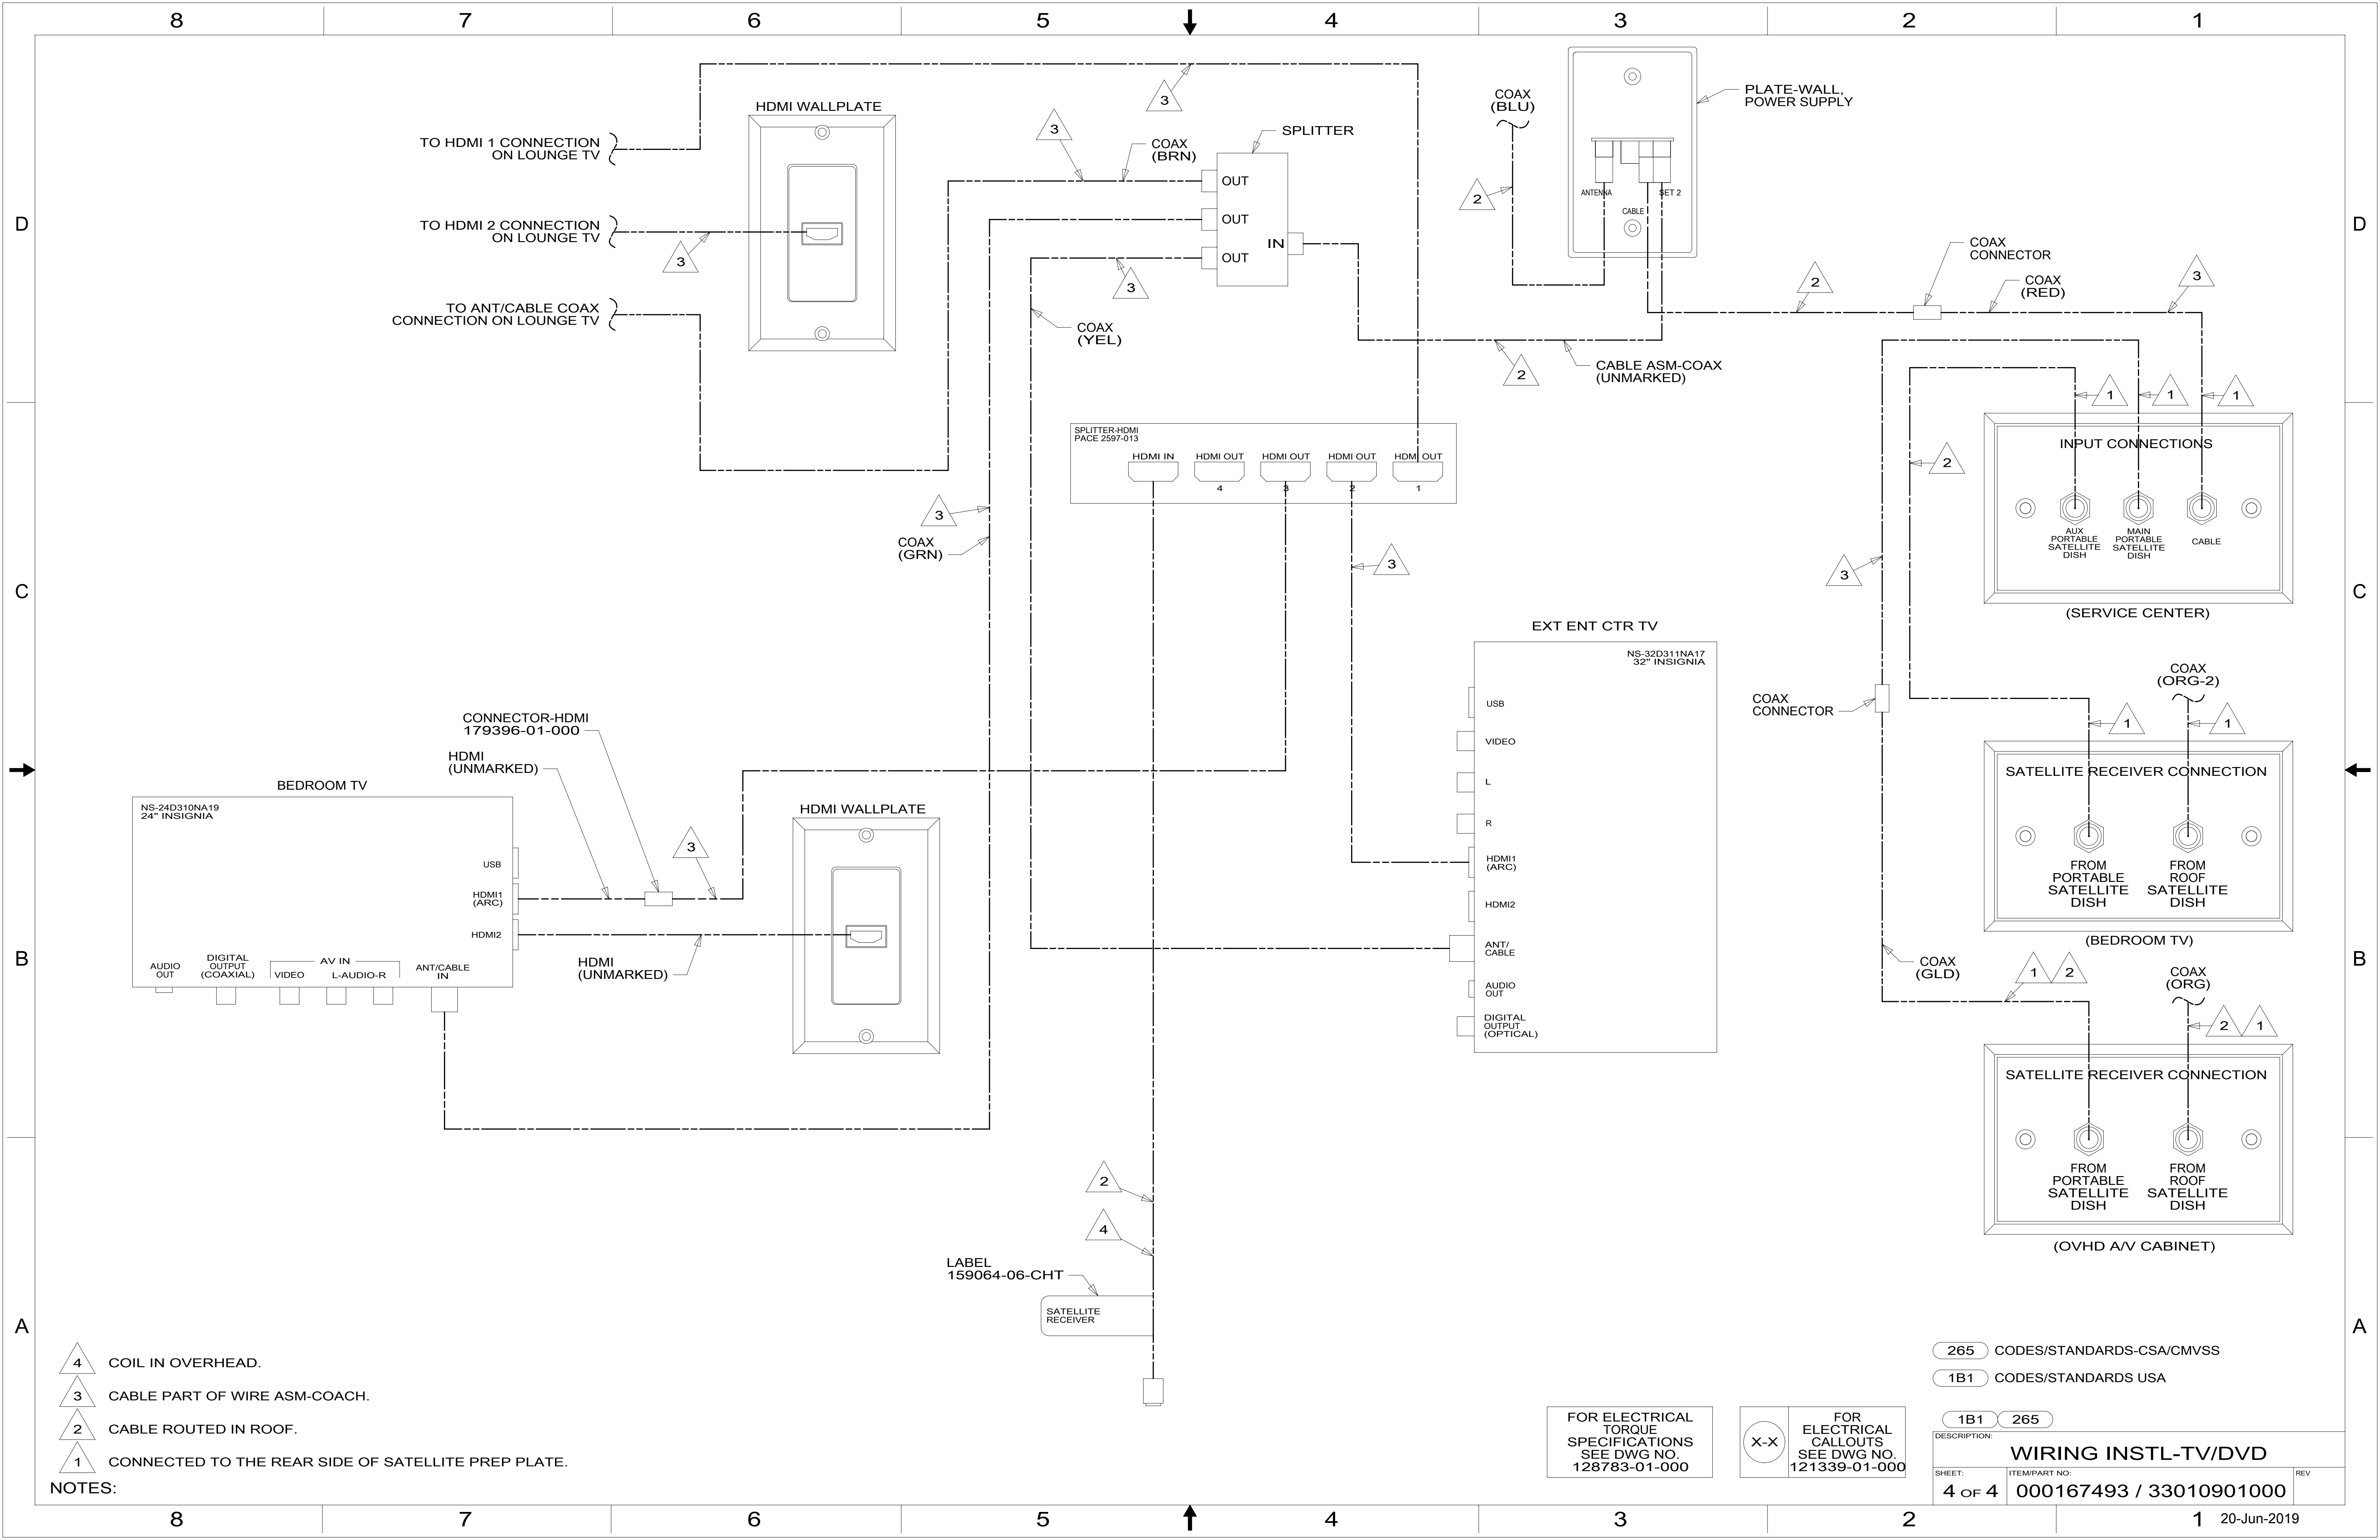 8 7 6 5 4 3 2 1
D
C
B
A
HDMI WALLPLATE
TO HDMI 1 CONNECTION
ON LOUNGE TV
TO HDMI 2 CONNECTION
ON LOUNGE TV
3
TO ANT/CABLE COAX
CONNECTION ON LOUNGE TV
3
3
COAX
(BRN)
SPLITTER
OUT
OUT
OUT
IN
3
COAX
(YEL)
COAX
(BLU)
2
PLATE-WALL,
POWER SUPPLY
ANTENNA
SET 2
CABLE
2
CABLE ASM-COAX
(UNMARKED)
2
COAX
CONNECTOR
COAX
(RED)
3
1
1
1
2
INPUT CONNECTIONS
AUX
PORTABLE
SATELLITE
DISH
MAIN
PORTABLE
SATELLITE
DISH
CABLE
(SERVICE CENTER)
SPLITTER-HDMI
PACE 2597-013
HDMI IN
HDMI OUT
HDMI OUT
HDMI OUT
HDMI OUT
4
3
2
1
3
COAX
(GRN)
3
3
EXT ENT CTR TV
NS-32D311NA17
32" INSIGNIA
USB
VIDEO
L
R
HDMI1
(ARC)
HDMI2
ANT/
CABLE
AUDIO
OUT
DIGITAL
OUTPUT
(OPTICAL)
COAX
CONNECTOR
COAX
(ORG-2)
1
1
SATELLITE RECEIVER CONNECTION
FROM
PORTABLE
SATELLITE
DISH
FROM
ROOF
SATELLITE
DISH
(BEDROOM TV)
COAX
(GLD)
1
2
COAX
(ORG)
2
1
SATELLITE RECEIVER CONNECTION
FROM
PORTABLE
SATELLITE
DISH
FROM
ROOF
SATELLITE
DISH
(OVHD A/V CABINET)
CONNECTOR-HDMI
179396-01-000
HDMI
(UNMARKED)
BEDROOM TV
NS-24D310NA19
24" INSIGNIA
USB
HDMI1
(ARC)
HDMI2
AUDIO
OUT
DIGITAL
OUTPUT
(COAXIAL)
AV IN
VIDEO
L-AUDIO-R
ANT/CABLE
IN
3
HDMI WALLPLATE
HDMI
(UNMARKED)
2
4
LABEL
159064-06-CHT
SATELLITE
RECEIVER
4 COIL IN OVERHEAD.
3 CABLE PART OF WIRE ASM-COACH.
2 CABLE ROUTED IN ROOF.
1 CONNECTED TO THE REAR SIDE OF SATELLITE PREP PLATE.
NOTES:
FOR ELECTRICAL
TORQUE
SPECIFICATIONS
SEE DWG NO.
128783-01-000
X-X
FOR
ELECTRICAL
CALLOUTS
SEE DWG NO.
121339-01-000
265 CODES/STANDARDS-CSA/CMVSS
1B1 CODES/STANDARDS USA
1B1 265
DESCRIPTION:
WIRING INSTL-TV/DVD
SHEET:
4 OF 4
ITEM/PART NO:
000167493 / 33010901000
REV
D
C
B
A
8 7 6 5 4 3 2 1
20-Jun-2019